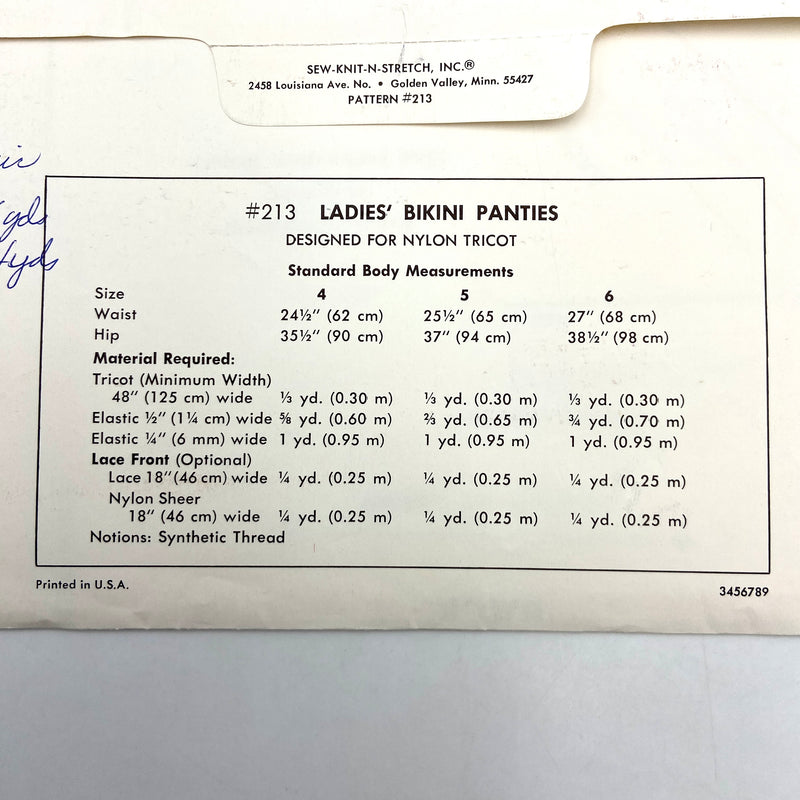 SEW-KNIT-N-STRETCH, INC.®
2458 Louisiana Ave. No. • Golden Valley, Minn. 55427
PATTERN #213
yds
yds
#213 LADIES' BIKINI PANTIES
DESIGNED FOR NYLON TRICOT
Standard Body Measurements
Size 4 5 6
Waist 24½" (62 cm) 25½" (65 cm) 27" (68 cm)
Hip 35½" (90 cm) 37" (94 cm) 38½" (98 cm)
Material Required:
Tricot (Minimum Width)
48" (125 cm) wide ⅓ yd. (0.30 m) ⅓ yd. (0.30 m) ⅓ yd. (0.30 m)
Elastic ½" (1¼ cm) wide ⅝ yd. (0.60 m) ⅔ yd. (0.65 m) ¾ yd. (0.70 m)
Elastic ¼" (6 mm) wide 1 yd. (0.95 m) 1 yd. (0.95 m) 1 yd. (0.95 m)
Lace Front (Optional)
Lace 18" (46 cm) wide ¼ yd. (0.25 m) ¼ yd. (0.25 m) ¼ yd. (0.25 m)
Nylon Sheer
18" (46 cm) wide ¼ yd. (0.25 m) ¼ yd. (0.25 m) ¼ yd. (0.25 m)
Notions: Synthetic Thread
Printed in U.S.A.
3456789